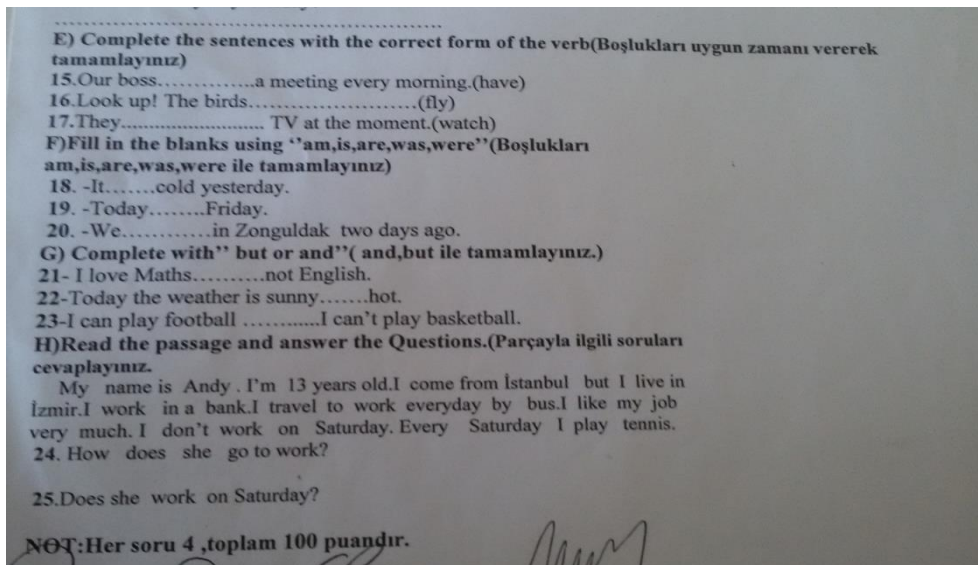 E) Complete the sentences with the correct form of the verb(Boşlukları uygun zamanı vererek
tamamlayınız)
15.Our boss..............a meeting every morning.(have)
16.Look up! The birds........................(fly)
17.They.......................... TV at the moment.(watch)
F)Fill in the blanks using ‘’am,is,are,was,were’’(Boşlukları
am,is,are,was,were ile tamamlayınız)
18. -It.......cold yesterday.
19. -Today........Friday.
20. -We............in Zonguldak two days ago.
G) Complete with’’ but or and’’( and,but ile tamamlayınız.)
21- I love Maths..........not English.
22-Today the weather is sunny.......hot.
23-I can play football ............I can’t play basketball.
H)Read the passage and answer the Questions.(Parçayla ilgili soruları
cevaplayınız.
My name is Andy . I’m 13 years old.I come from İstanbul but I live in
İzmir.I work in a bank.I travel to work everyday by bus.I like my job
very much. I don’t work on Saturday. Every Saturday I play tennis.
24. How does she go to work?
25.Does she work on Saturday?
NOT:Her soru 4 ,toplam 100 puandır.